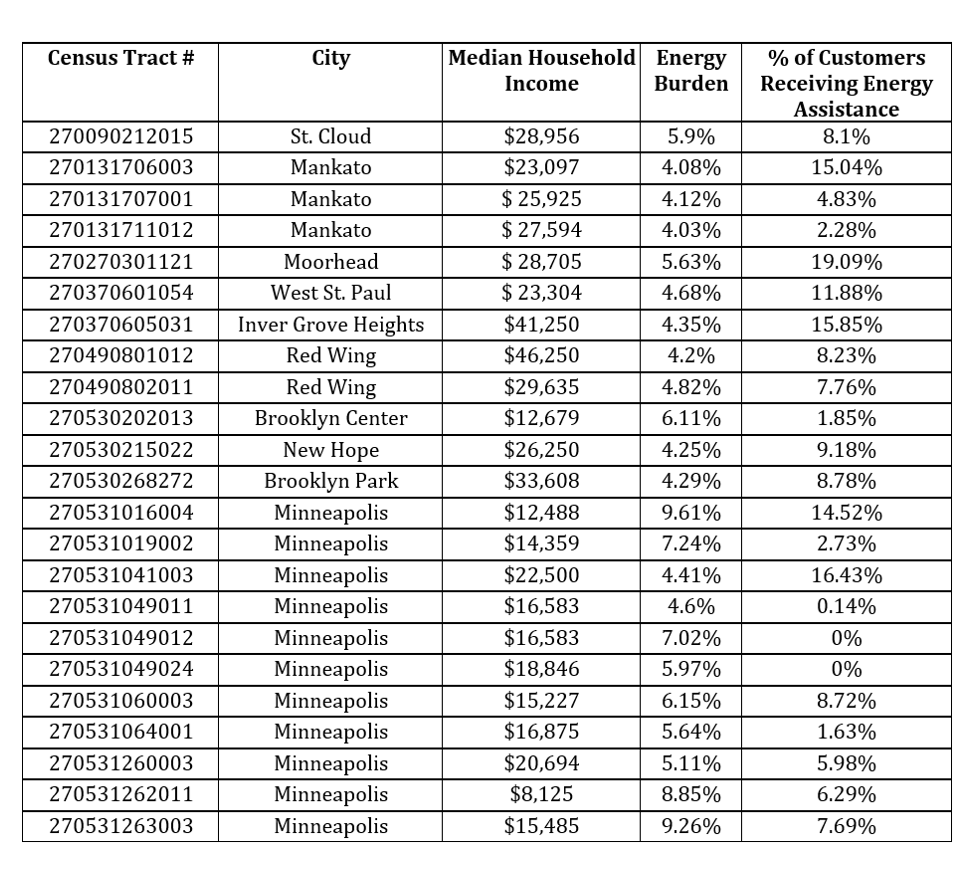 Census Tract # City Median Household Income Energy Burden % of Customers Receiving Energy Assistance
270090212015 St. Cloud $28,956 5.9% 8.1%
270131706003 Mankato $23,097 4.08% 15.04%
270131707001 Mankato $ 25,925 4.12% 4.83%
270131711012 Mankato $ 27,594 4.03% 2.28%
270270301121 Moorhead $ 28,705 5.63% 19.09%
270370601054 West St. Paul $ 23,304 4.68% 11.88%
270370605031 Inver Grove Heights $41,250 4.35% 15.85%
270490801012 Red Wing $46,250 4.2% 8.23%
270490802011 Red Wing $29,635 4.82% 7.76%
270530202013 Brooklyn Center $12,679 6.11% 1.85%
270530215022 New Hope $26,250 4.25% 9.18%
270530268272 Brooklyn Park $33,608 4.29% 8.78%
270531016004 Minneapolis $12,488 9.61% 14.52%
270531019002 Minneapolis $14,359 7.24% 2.73%
270531041003 Minneapolis $22,500 4.41% 16.43%
270531049011 Minneapolis $16,583 4.6% 0.14%
270531049012 Minneapolis $16,583 7.02% 0%
270531049024 Minneapolis $18,846 5.97% 0%
270531060003 Minneapolis $15,227 6.15% 8.72%
270531064001 Minneapolis $16,875 5.64% 1.63%
270531260003 Minneapolis $20,694 5.11% 5.98%
270531262011 Minneapolis $8,125 8.85% 6.29%
270531263003 Minneapolis $15,485 9.26% 7.69%